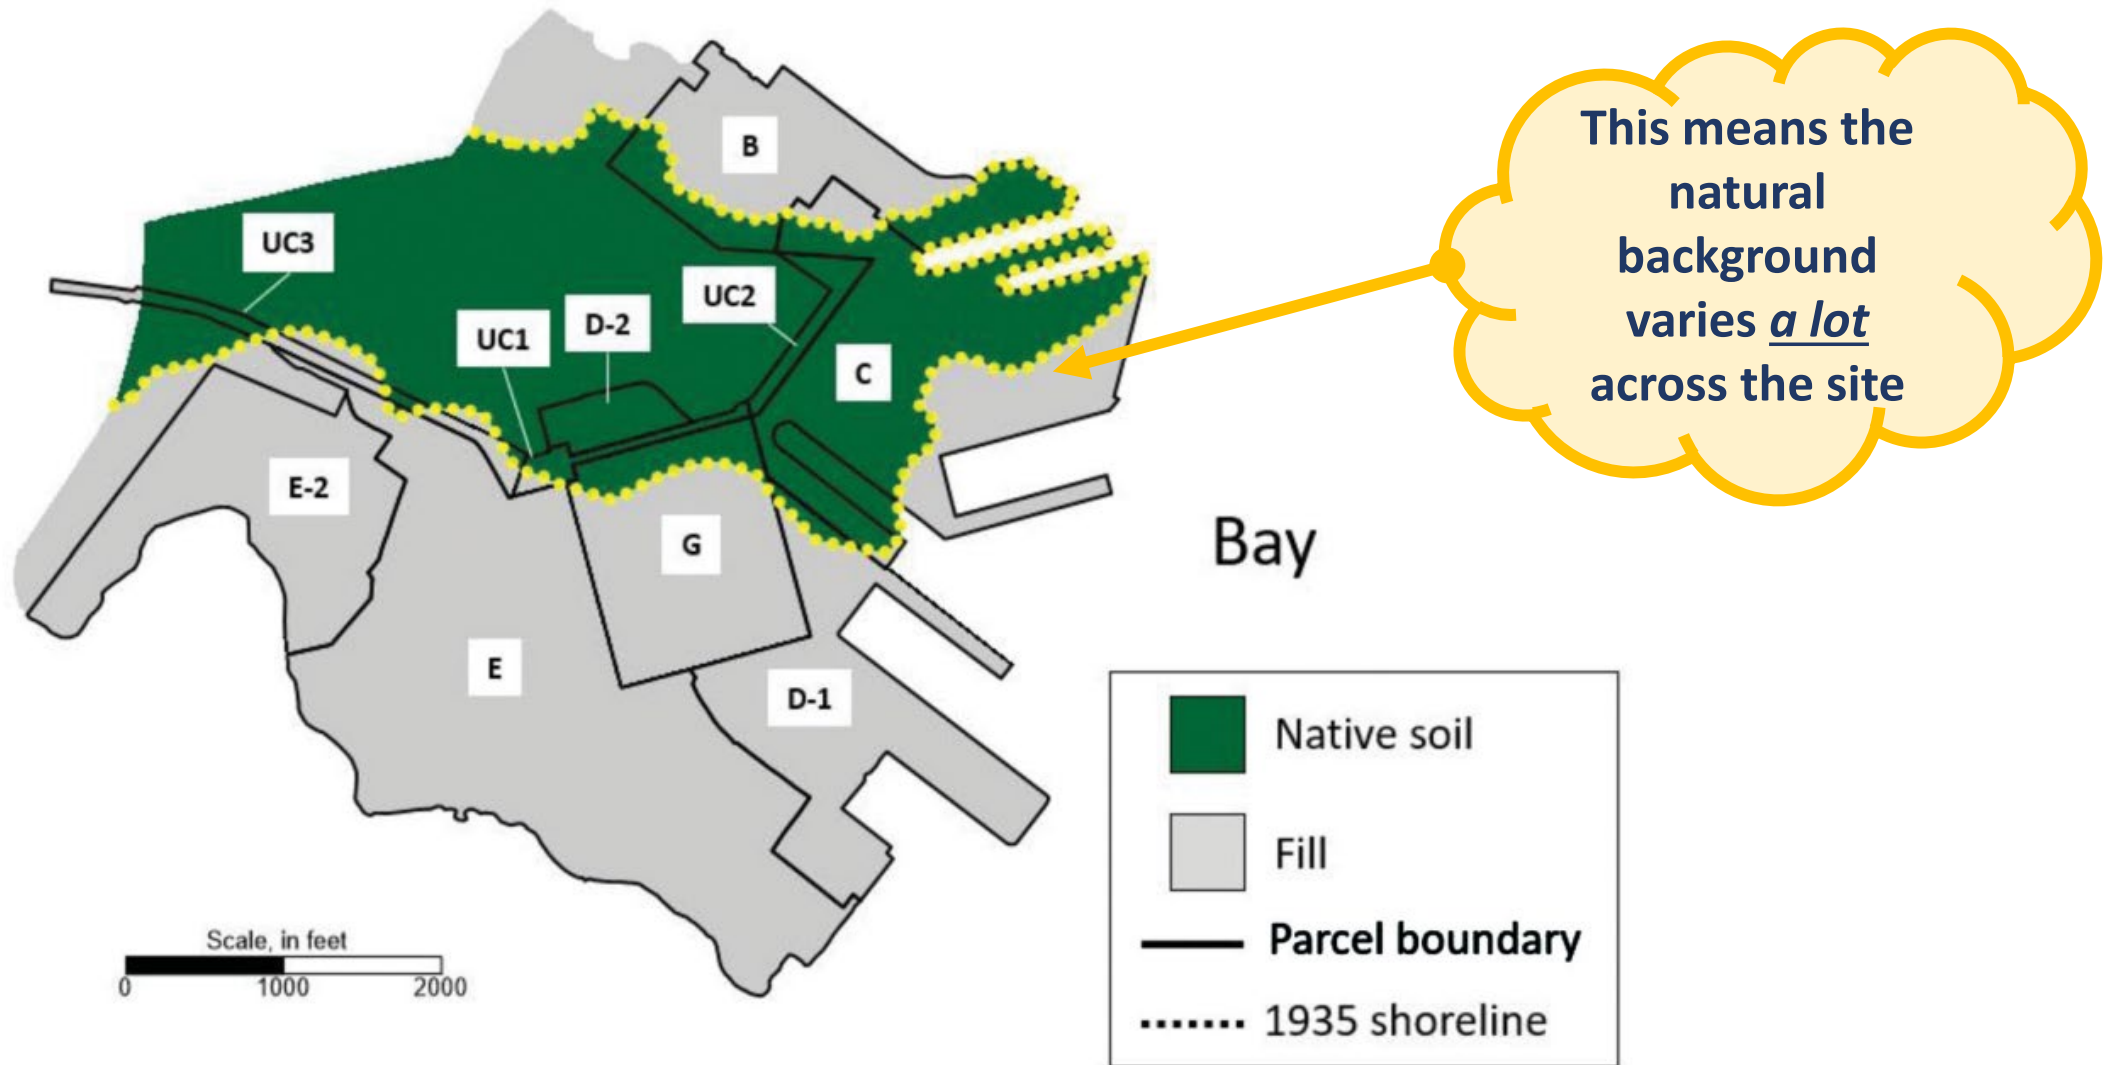 This means the
natural
background
varies a lot
across the site
B
UC3
UC2
D-2
UC1
C
E-2
G
Bay
E
D-1
Native soil
Fill
Parcel boundary
1935 shoreline
Scale, in feet
0 1000 2000